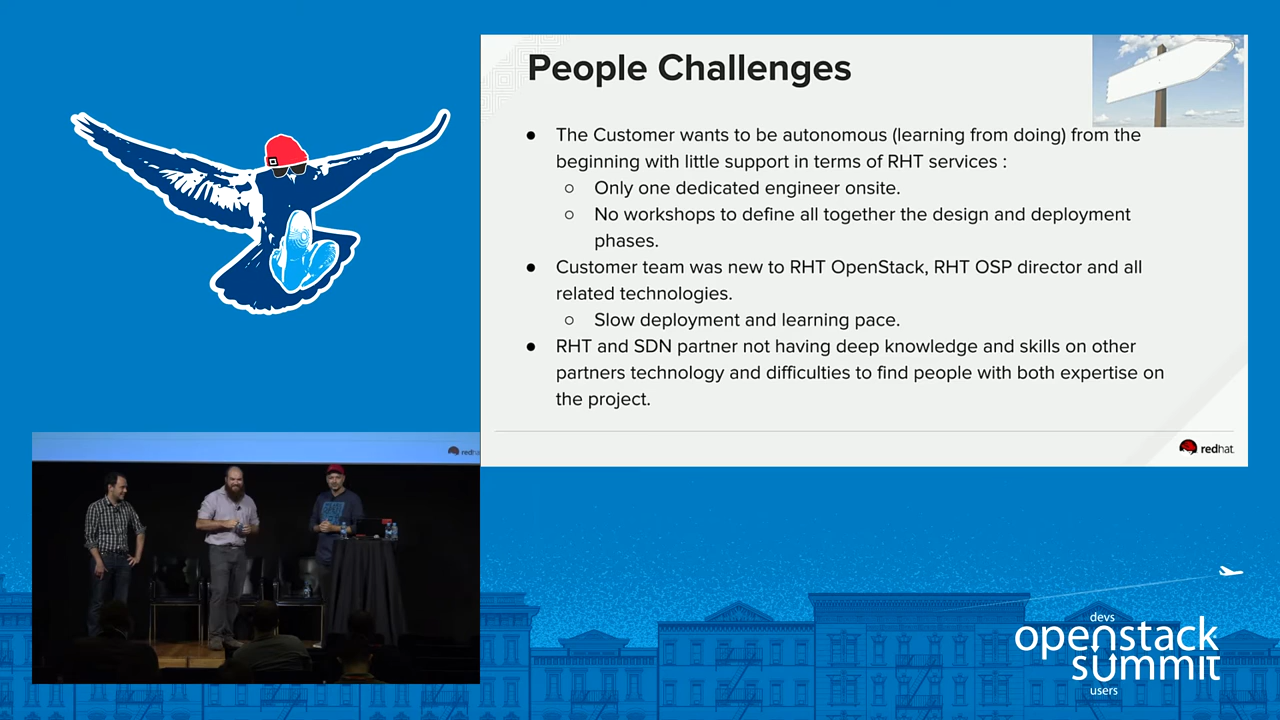 People Challenges
● The Customer wants to be autonomous (learning from doing) from the
beginning with little support in terms of RHT services :
○ Only one dedicated engineer onsite.
○ No workshops to define all together the design and deployment
phases.
● Customer team was new to RHT OpenStack, RHT OSP director and all
related technologies.
○ Slow deployment and learning pace.
● RHT and SDN partner not having deep knowledge and skills on other
partners technology and difficulties to find people with both expertise on
the project.
redhat
redha
devs
openstack
summit
users